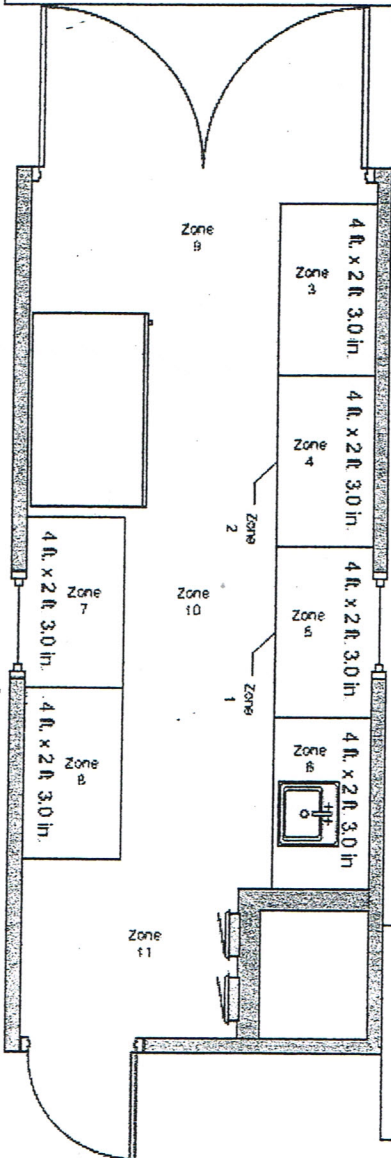 Zone
9
Zone
3
4 ft. x 2 ft 3.0 in.
Zone
4
4 ft. x 2 ft 3.0 in.
Zone
2
Zone
5
4 ft. x 2 ft 3.0 in.
Zone
10
Zone
7
4 ft. x 2 ft 3.0 in.
Zone
1
Zone
6
4 ft. x 2 ft 3.0 in
Zone
8
4 ft. x 2 ft 3.0 in.
Zone
11